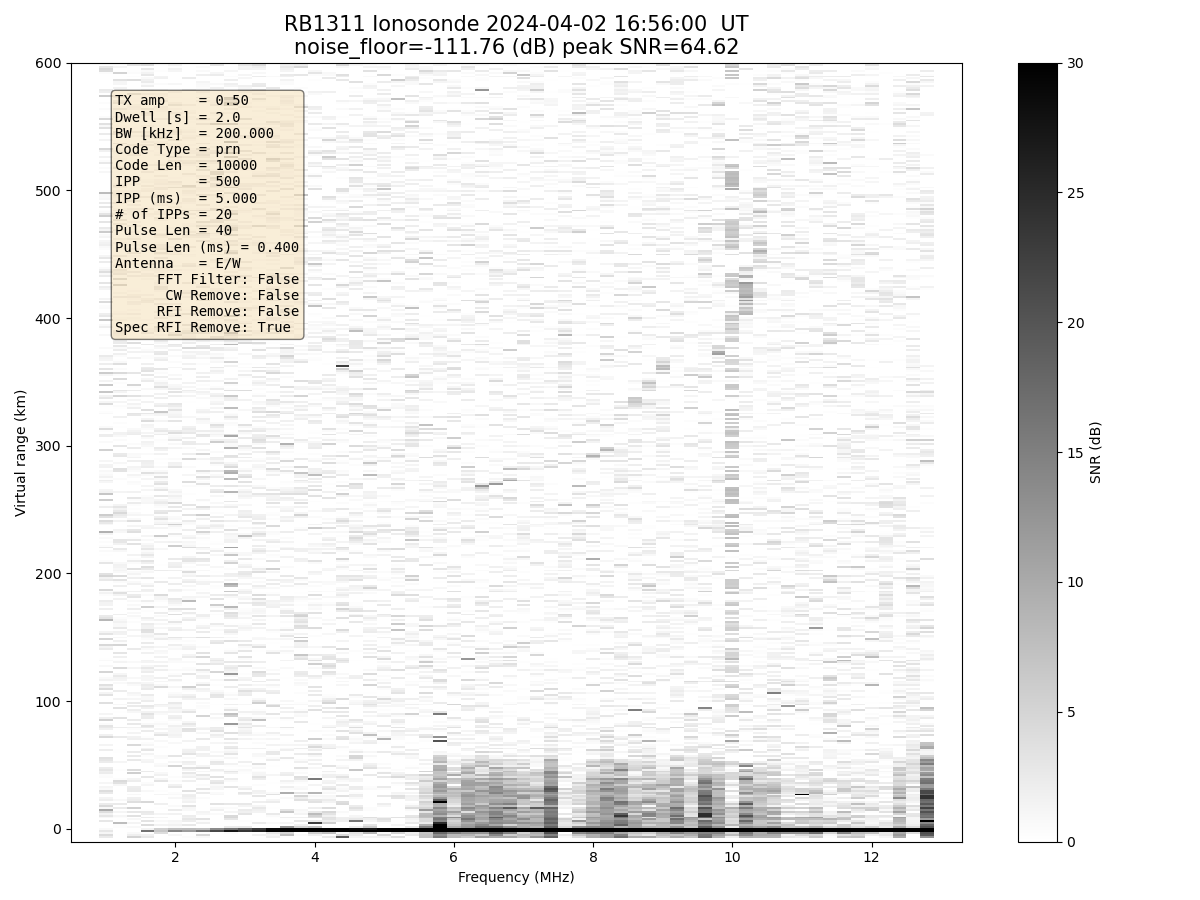 RB1311 Ionosonde 2024-04-02 16:56:00 UT
noise_floor=-111.76 (dB) peak SNR=64.62
TX amp    = 0.50
Dwell [s] = 2.0
BW [kHz]  = 200.000
Code Type = prn
Code Len  = 10000
IPP       = 500
IPP (ms)  = 5.000
# of IPPs = 20
Pulse Len = 40
Pulse Len (ms) = 0.400
Antenna   = E/W
FFT Filter: False
CW Remove: False
RFI Remove: False
Spec RFI Remove: True
600
500
400
300
200
100
0
Virtual range (km)
2 4 6 8 10 12
Frequency (MHz)
30
25
20
15
10
5
0
SNR (dB)